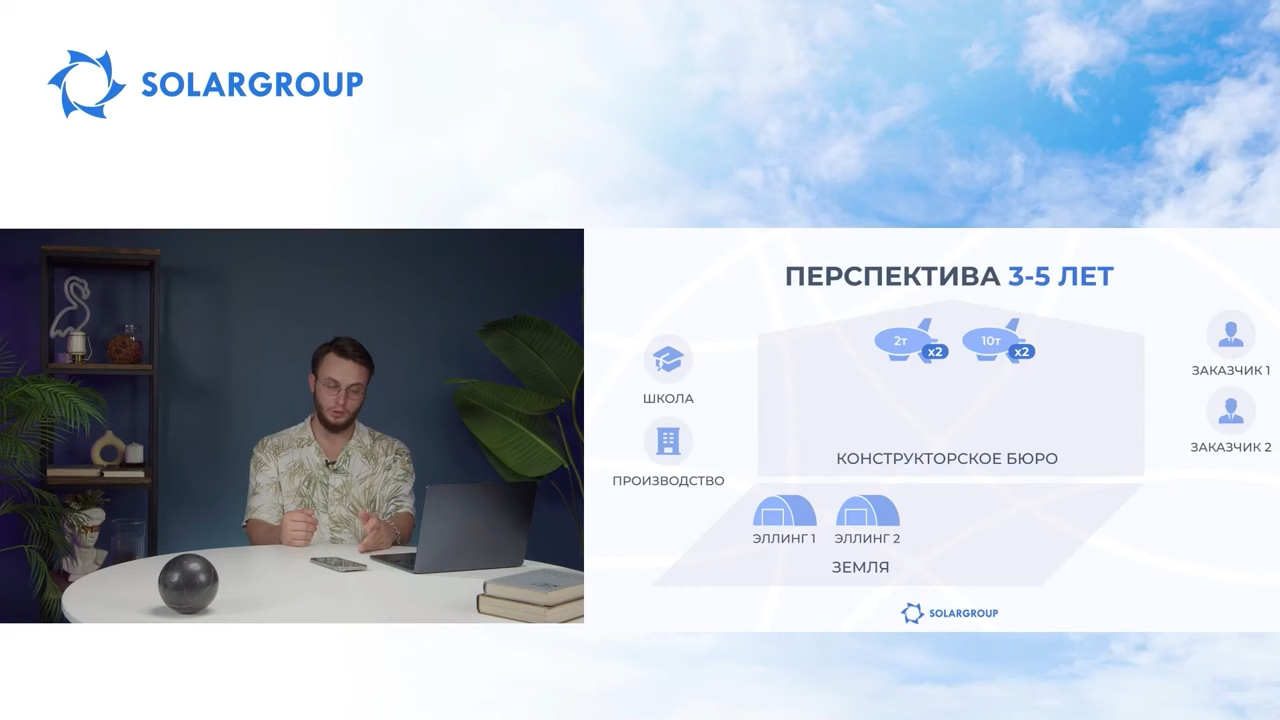 SOLARGROUP
ПЕРСПЕКТИВА 3-5 ЛЕТ
2т
x2
10т
x2
ШКОЛА
ПРОИЗВОДСТВО
ЗАКАЗЧИК 1
ЗАКАЗЧИК 2
КОНСТРУКТОРСКОЕ БЮРО
ЭЛЛИНГ 1
ЭЛЛИНГ 2
ЗЕМЛЯ
SOLARGROUP